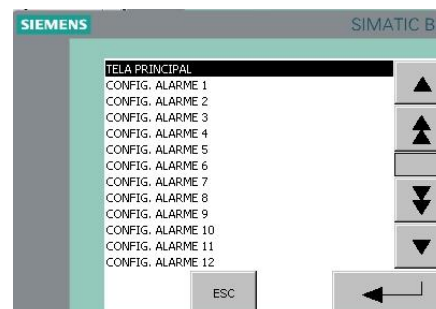 SIEMENS
SIMATIC B
TELA PRINCIPAL
CONFIG. ALARME 1
CONFIG. ALARME 2
CONFIG. ALARME 3
CONFIG. ALARME 4
CONFIG. ALARME 5
CONFIG. ALARME 6
CONFIG. ALARME 7
CONFIG. ALARME 8
CONFIG. ALARME 9
CONFIG. ALARME 10
CONFIG. ALARME 11
CONFIG. ALARME 12
ESC